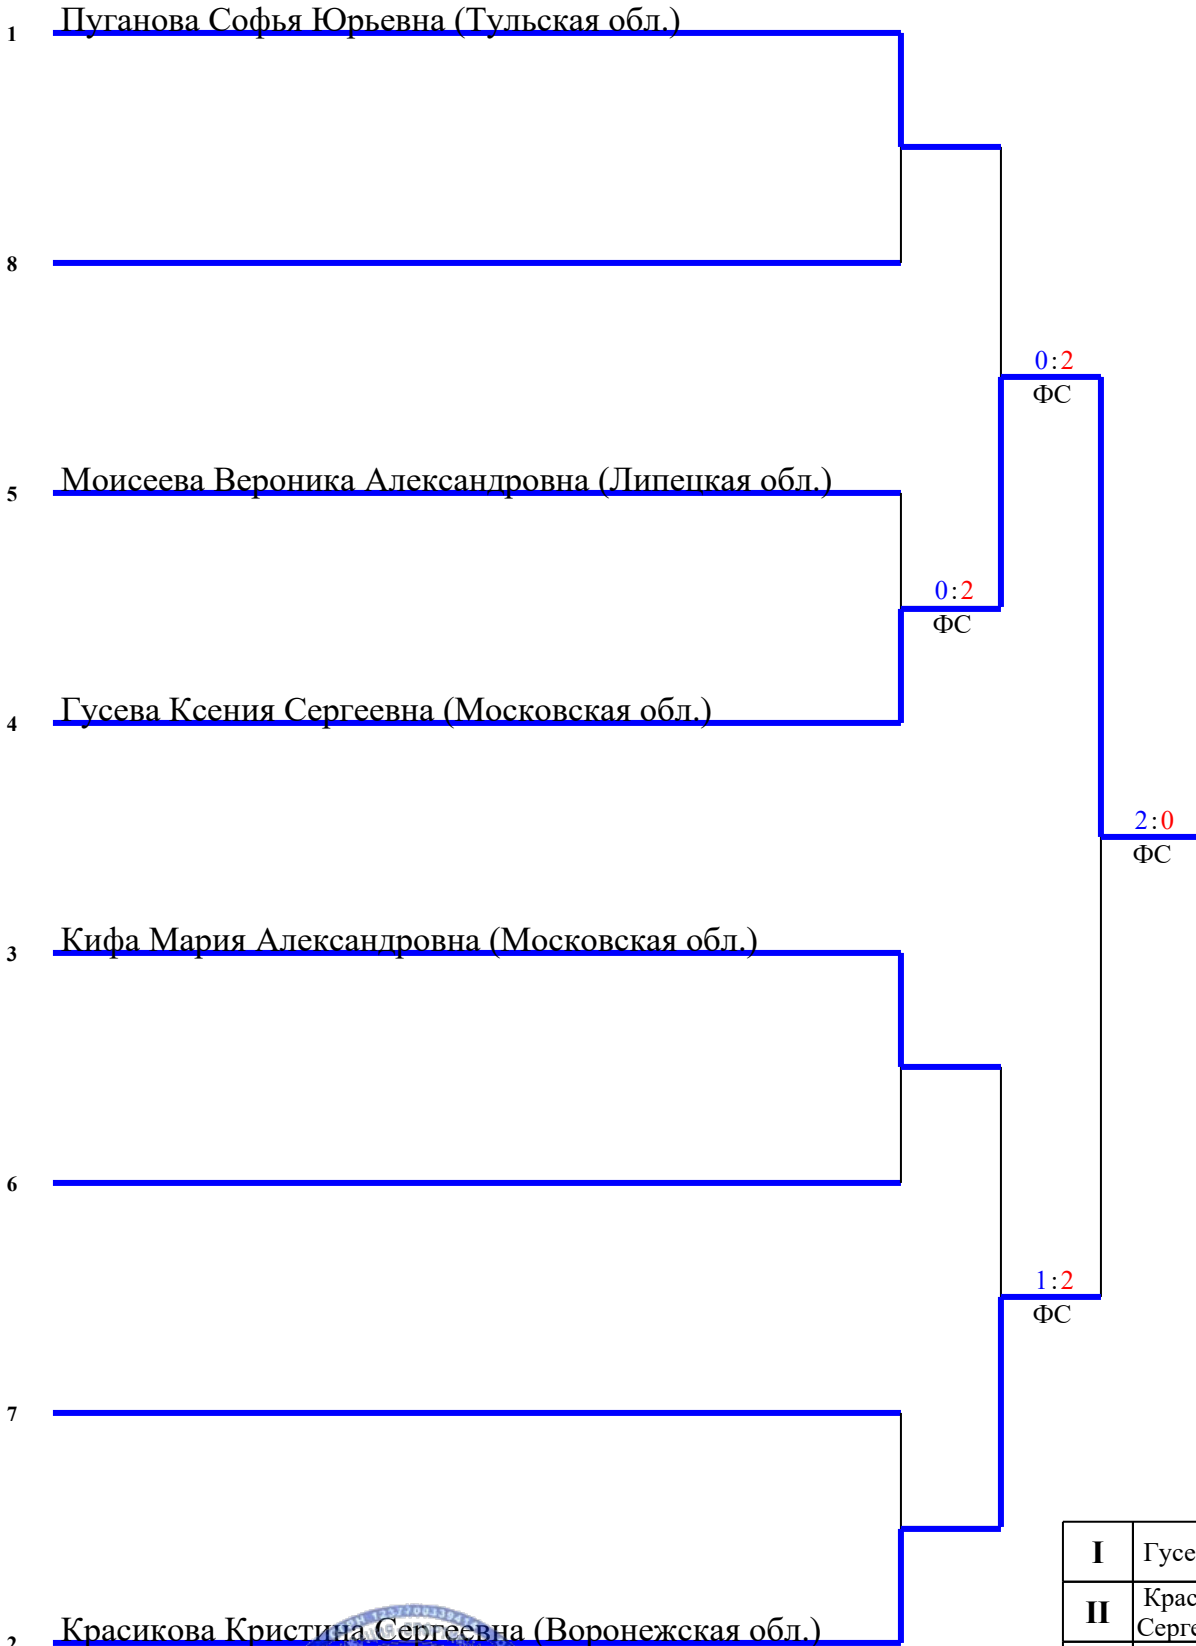 1 Пуганова Софья Юрьевна (Тульская обл.)
8
0:2
ФС
5 Моисеева Вероника Александровна (Липецкая обл.)
0:2
ФС
4 Гусева Ксения Сергеевна (Московская обл.)
2:0
ФС
3 Кифа Мария Александровна (Московская обл.)
6
1:2
ФС
7
I Гусе
II Крас
Серге
2 Красикова Кристина Сергеевна (Воронежская обл.)